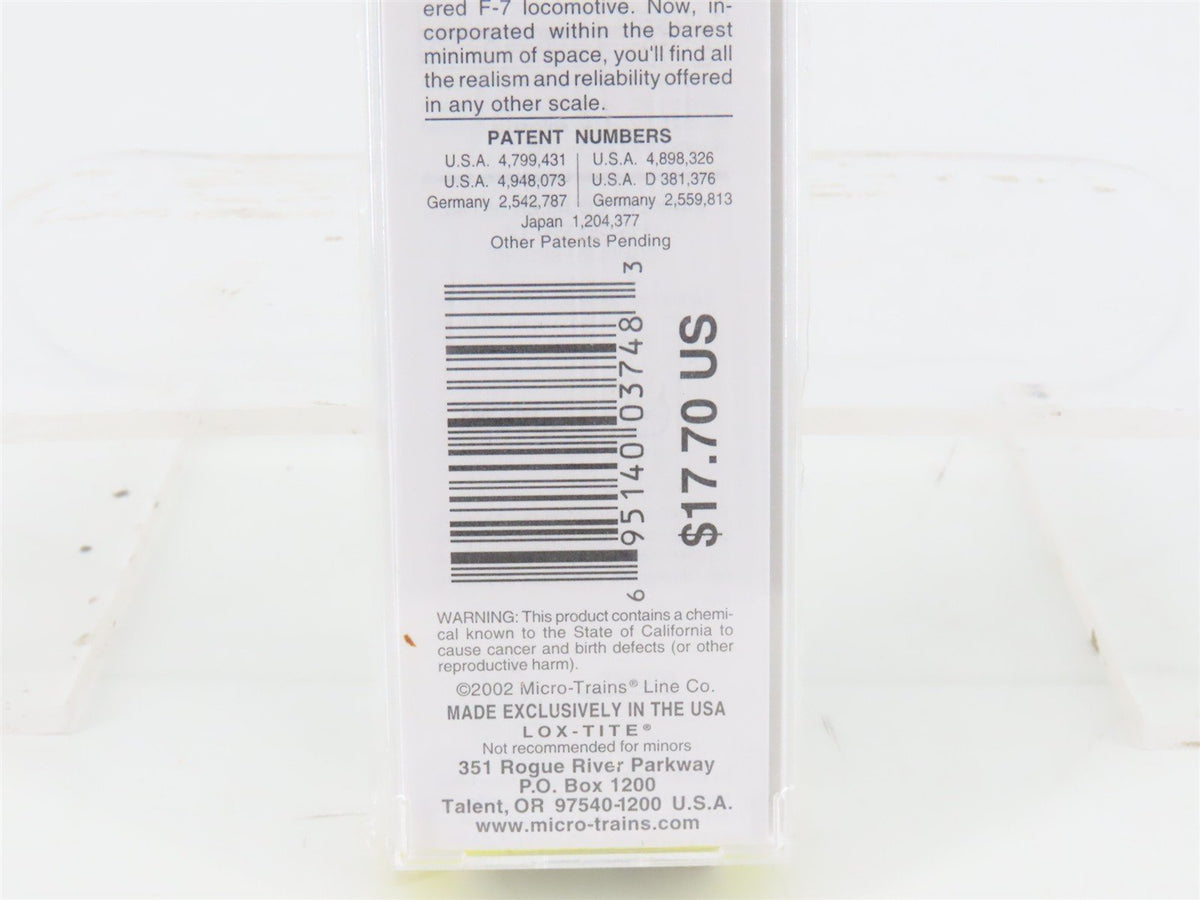 ered F-7 locomotive. Now, in-
corporated within the barest
minimum of space, you'll find all
the realism and reliability offered
in any other scale.
PATENT NUMBERS
U.S.A. 4,799,431 | U.S.A. 4,898,326
U.S.A. 4,948,073 | U.S.A. D 381,376
Germany 2,542,787 | Germany 2,559,813
Japan 1,204,377
Other Patents Pending
6 95140 03748 3
$17.70 US
WARNING: This product contains a chemi-
cal known to the State of California to
cause cancer and birth defects (or other
reproductive harm).
©2002 Micro-Trains® Line Co.
MADE EXCLUSIVELY IN THE USA
LOX-TITE®
Not recommended for minors
351 Rogue River Parkway
P.O. Box 1200
Talent, OR 97540-1200 U.S.A.
www.micro-trains.com